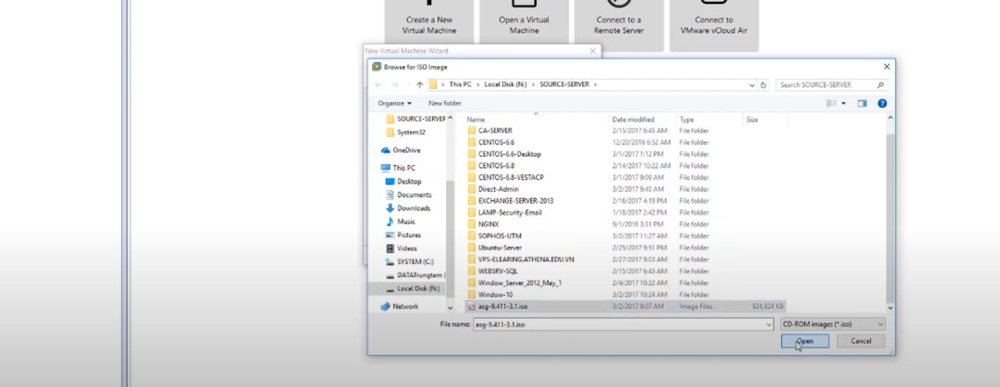 Create a New
Virtual Machine
Open a Virtual
Machine
Connect to a
Remote Server
Connect to
VMware vCloud Air
New Virtual Machine Wizard
Browse for ISO Image
This PC > Local Disk (N:) > SOURCE-SERVER >
Search SOURCE-SERVER
Organize
New folder
SOURCE-SERVER
System32
OneDrive
This PC
Desktop
Documents
Downloads
Music
Pictures
Videos
SYSTEM (C:)
DATATrungtam (
Local Disk (N:)
Network
Name Date modified Type Size
CA-SERVER 2/15/2017 6:45 AM File folder
CENTOS-6.6 12/20/2016 6:52 AM File folder
CENTOS-6.6-Desktop 3/1/2017 1:12 PM File folder
CENTOS-6.8 2/14/2017 10:22 AM File folder
CENTOS-6.8-VESTACP 3/1/2017 9:09 AM File folder
Direct-Admin 3/2/2017 9:40 AM File folder
EXCHANGE-SERVER-2013 2/16/2017 4:19 PM File folder
LAMP-Security-Email 1/18/2017 2:42 PM File folder
NGINX 9/1/2016 3:31 PM File folder
SOPHOS-UTM 3/2/2017 11:27 AM File folder
Ubuntu-Server 2/25/2017 9:51 PM File folder
VPS-ELEARING.ATHENA.EDU.VN 2/27/2017 9:03 AM File folder
WEBSRV-SQL 2/15/2017 6:43 AM File folder
Window_Server_2012_May_1 2/4/2017 10:22 AM File folder
Window-10 3/2/2017 10:24 AM File folder
asg-9.411-3.1.iso 3/2/2017 9:07 AM Image Files 924,824 KB
File name: asg-9.411-3.1.iso
CD-ROM images (*.iso)
Open
Cancel